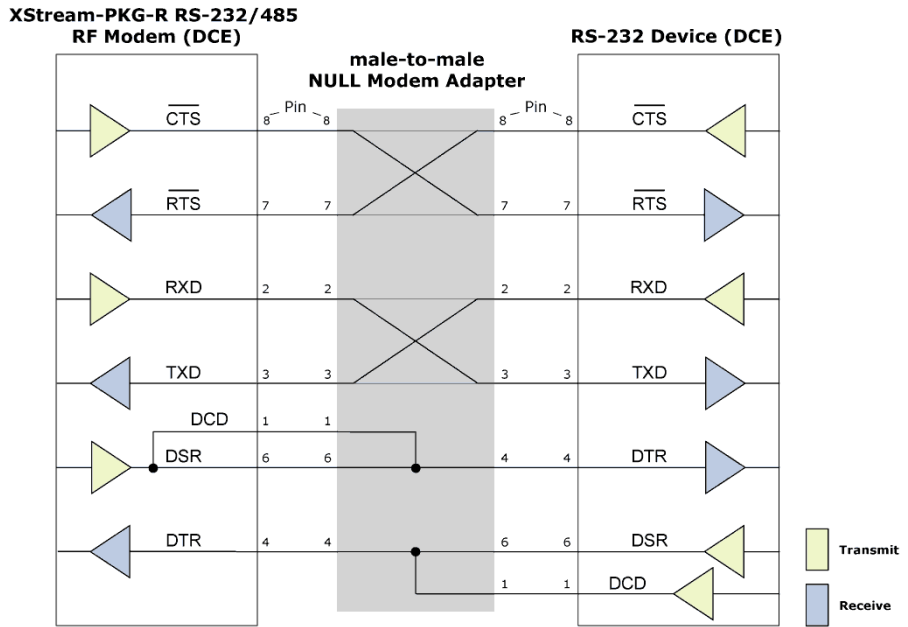 XStream-PKG-R RS-232/485
RF Modem (DCE)
RS-232 Device (DCE)
male-to-male
NULL Modem Adapter
CTS 8 Pin 8 8 Pin 8 CTS
RTS 7 7 7 7 RTS
RXD 2 2 2 2 RXD
TXD 3 3 3 3 TXD
DCD 1 1
DSR 6 6 4 4 DTR
DTR 4 4 6 6 DSR
1 1 DCD
Transmit
Receive